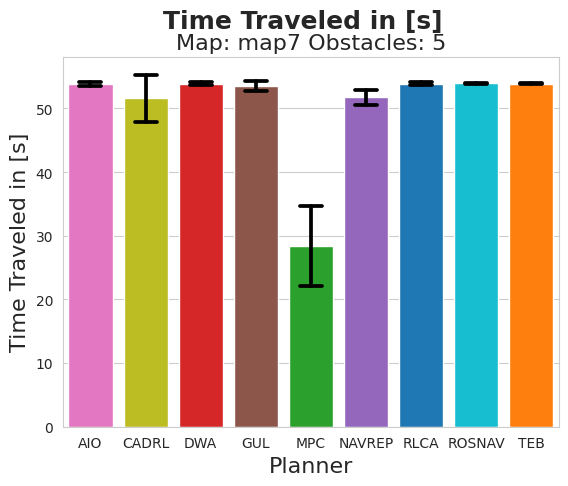 Time Traveled in [s]
Map: map7 Obstacles: 5
Time Traveled in [s]
50
40
30
20
10
0
AIO CADRL DWA GUL MPC NAVREP RLCA ROSNAV TEB
Planner